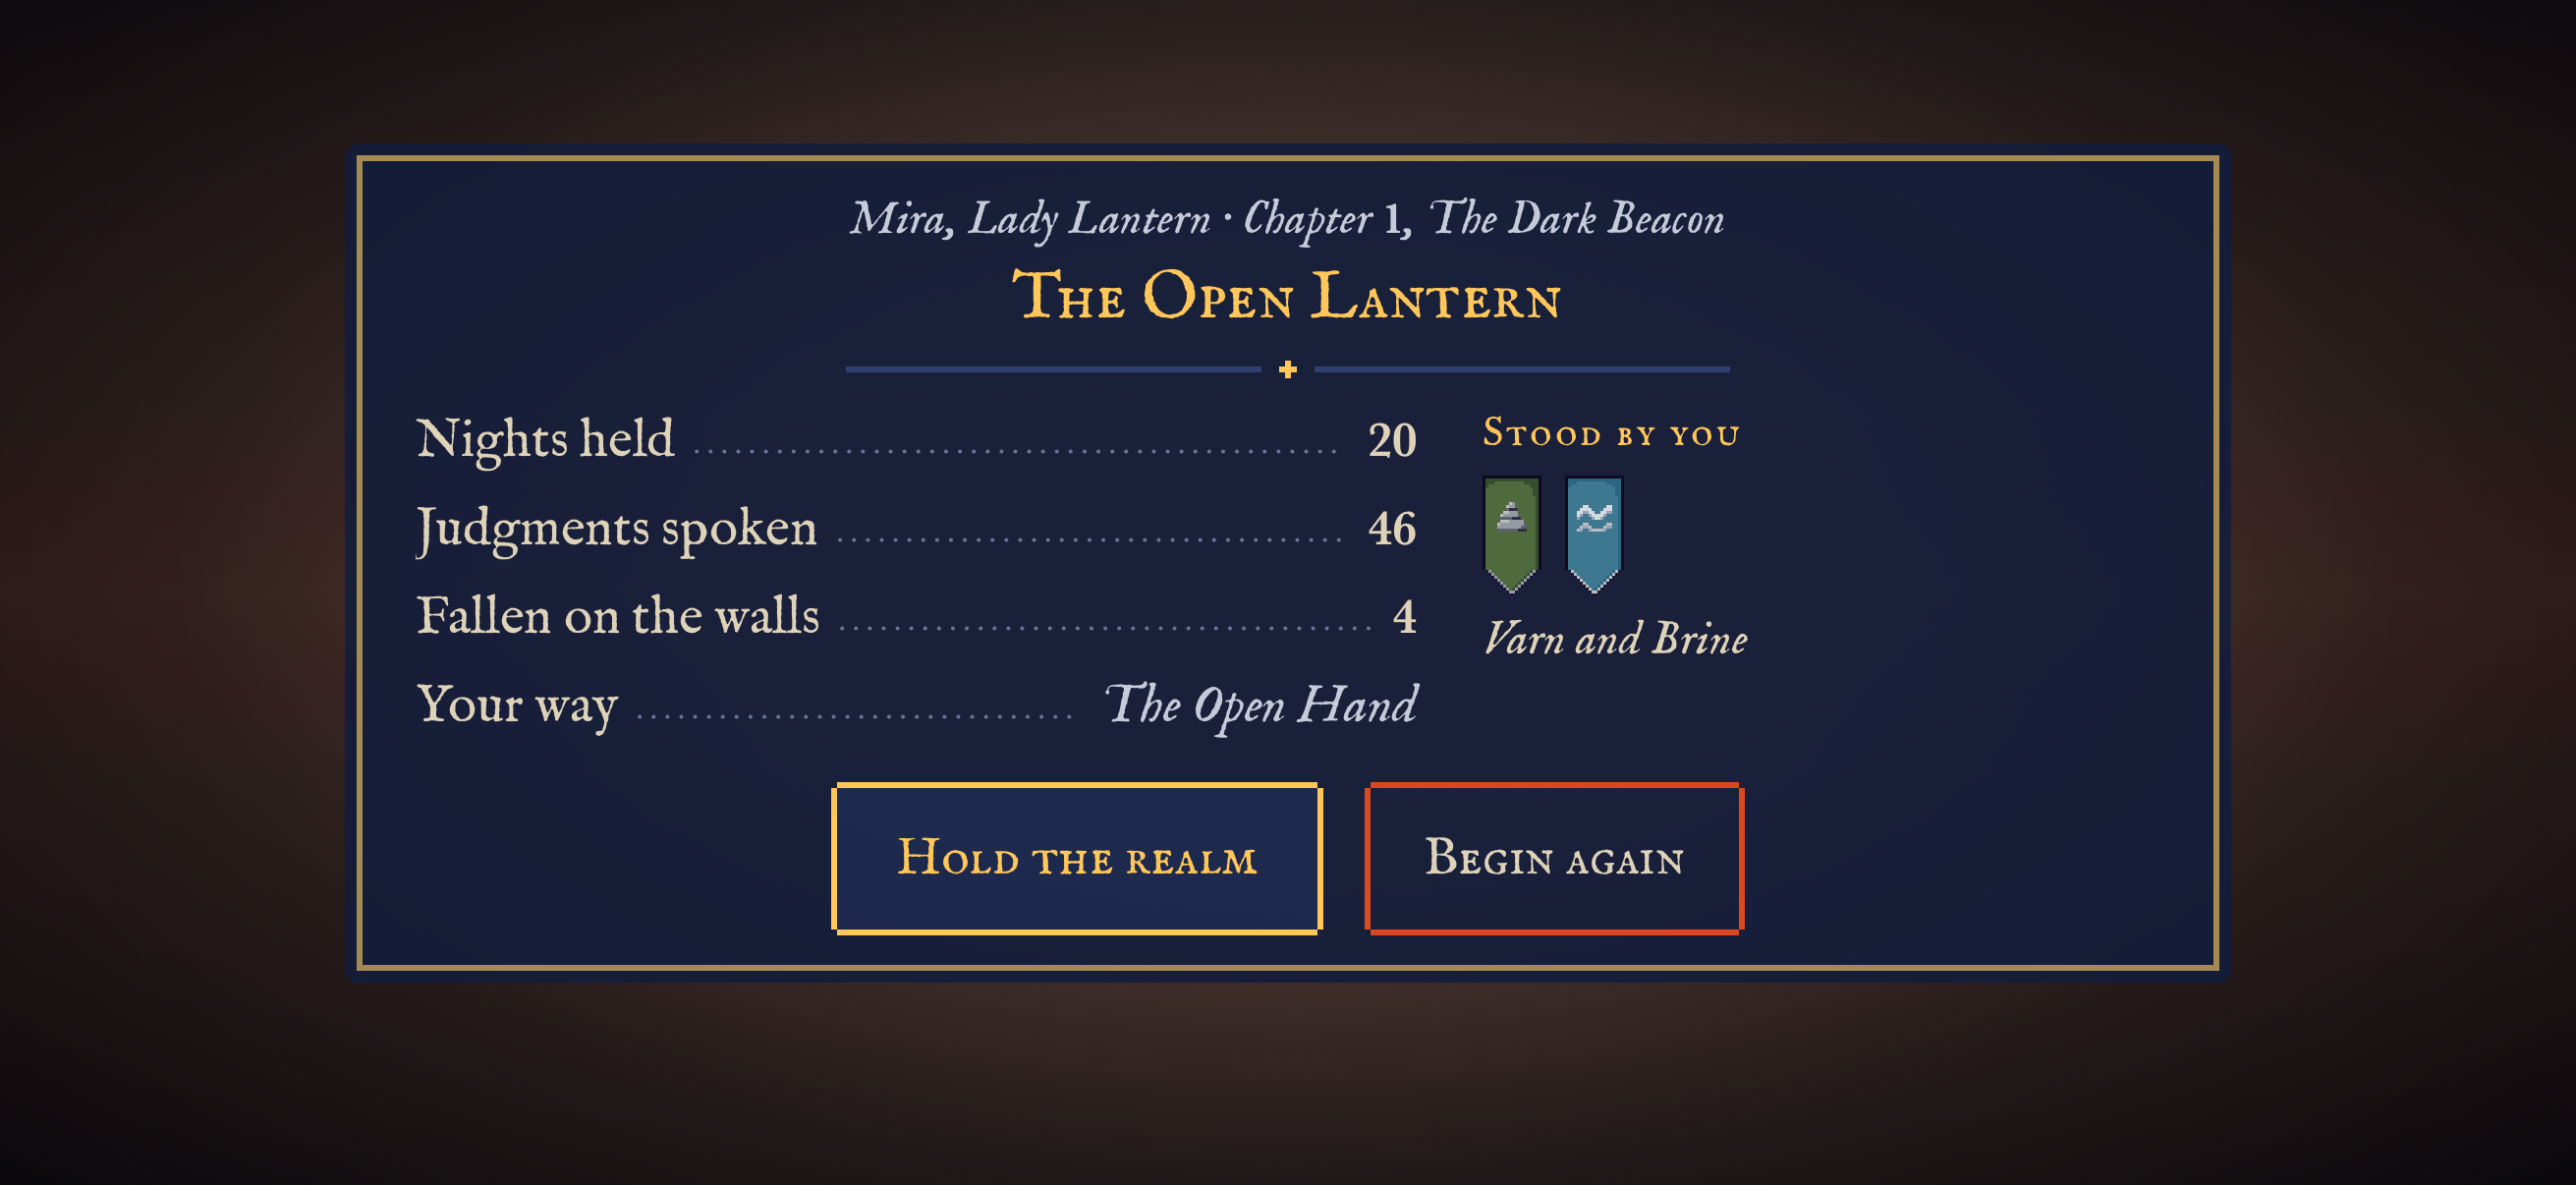 Mira, Lady Lantern · Chapter 1, The Dark Beacon
The Open Lantern
Nights held 20
Judgments spoken 46
Fallen on the walls 4
Your way The Open Hand
Stood by you
Varn and Brine
Hold the realm
Begin again